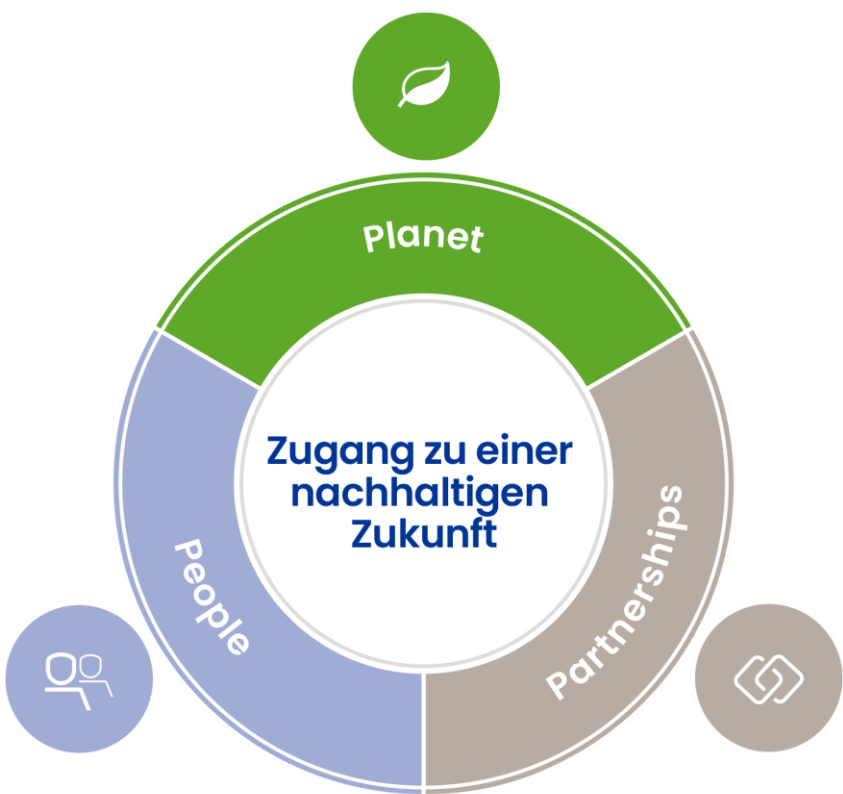 Planet
Zugang zu einer
nachhaltigen
Zukunft
People
Partnerships